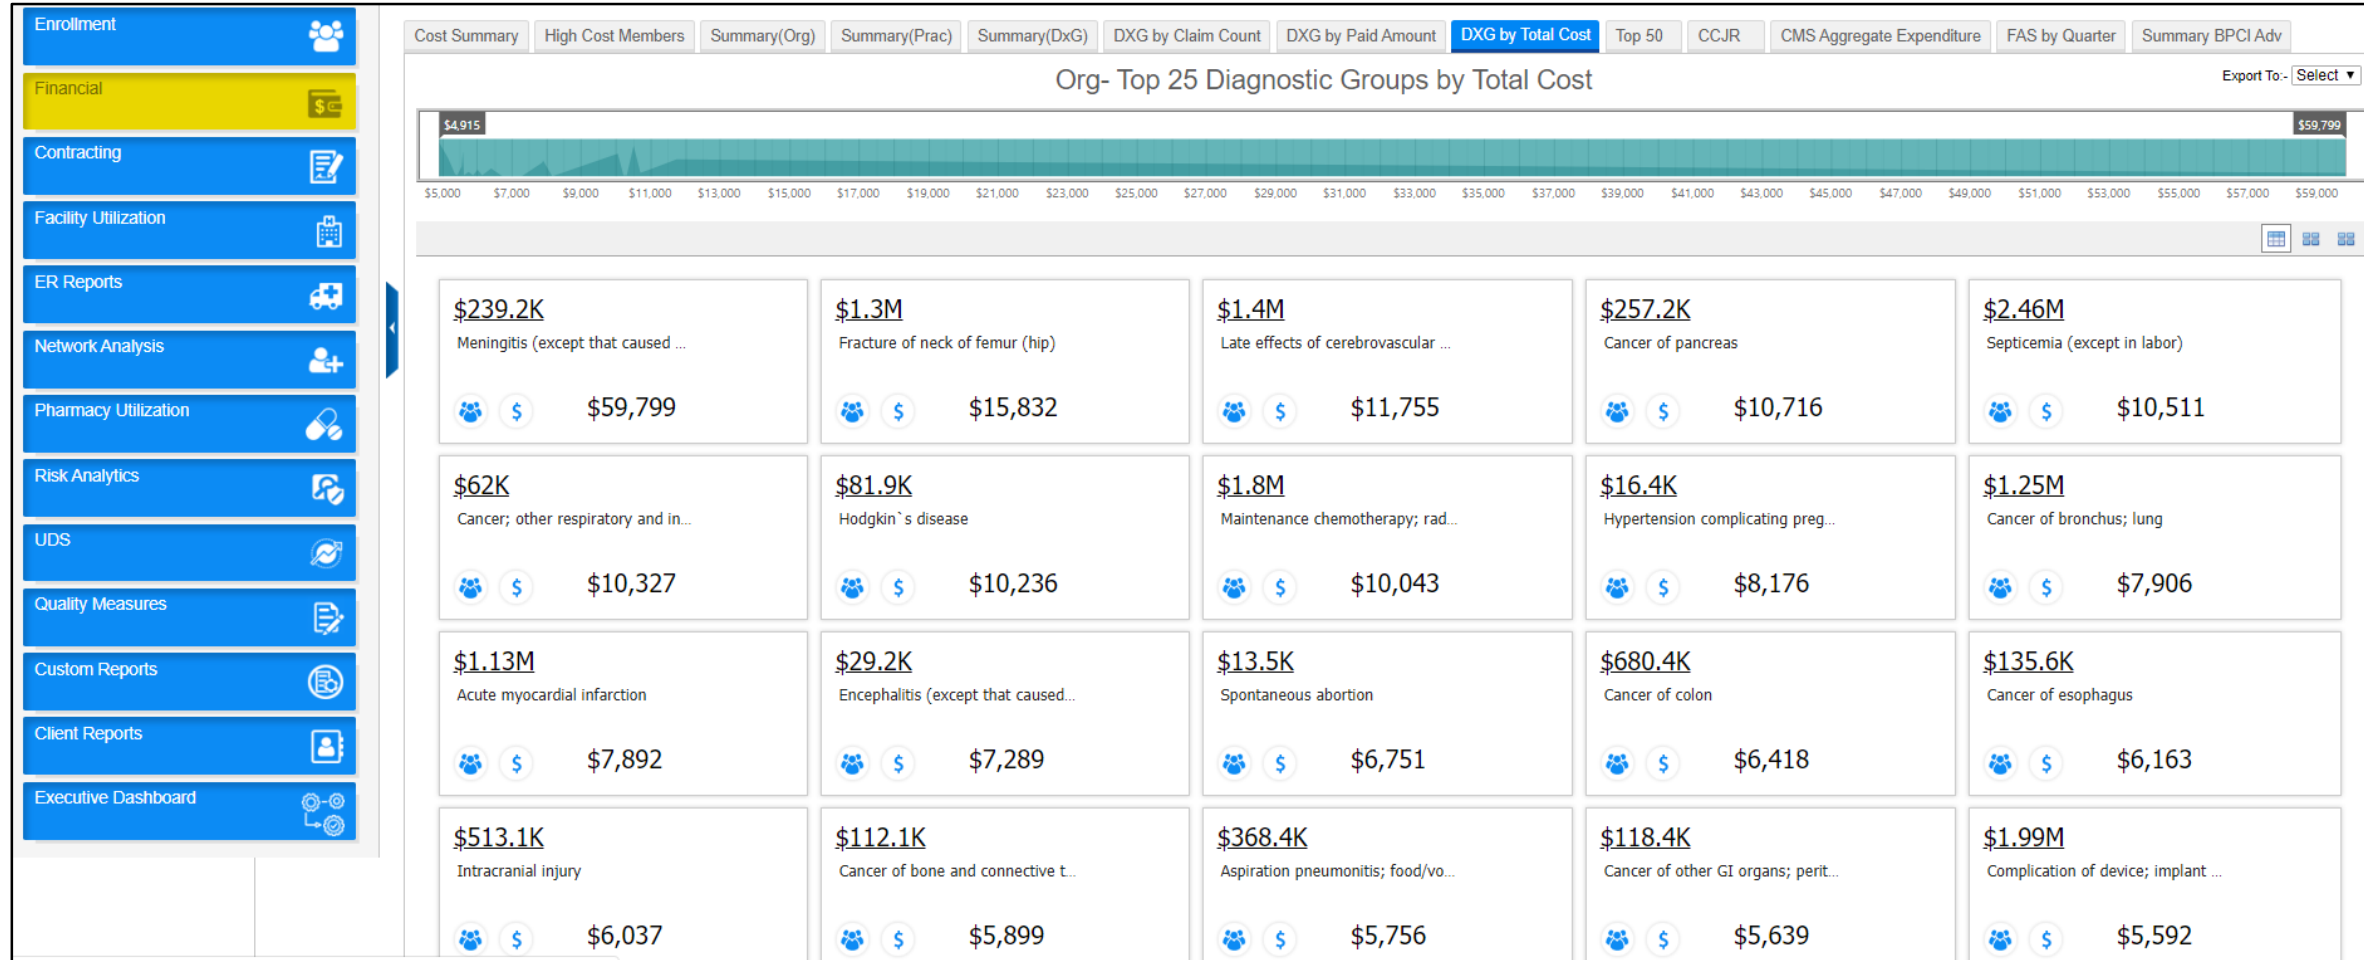 Enrollment
Financial
Contracting
Facility Utilization
ER Reports
Network Analysis
Pharmacy Utilization
Risk Analytics
UDS
Quality Measures
Custom Reports
Client Reports
Executive Dashboard
Cost Summary High Cost Members Summary(Org) Summary(Prac) Summary(DxG) DXG by Claim Count DXG by Paid Amount DXG by Total Cost Top 50 CCJR CMS Aggregate Expenditure FAS by Quarter Summary BPCI Adv
Org- Top 25 Diagnostic Groups by Total Cost
Export To:- Select
$4,915 $59,799
$5,000 $7,000 $9,000 $11,000 $13,000 $15,000 $17,000 $19,000 $21,000 $23,000 $25,000 $27,000 $29,000 $31,000 $33,000 $35,000 $37,000 $39,000 $41,000 $43,000 $45,000 $47,000 $49,000 $51,000 $53,000 $55,000 $57,000 $59,000
$239.2K $1.3M $1.4M $257.2K $2.46M
Meningitis (except that caused ... Fracture of neck of femur (hip) Late effects of cerebrovascular ... Cancer of pancreas Septicemia (except in labor)
$ $59,799 $ $15,832 $ $11,755 $ $10,716 $ $10,511
$62K $81.9K $1.8M $16.4K $1.25M
Cancer; other respiratory and in... Hodgkin`s disease Maintenance chemotherapy; rad... Hypertension complicating preg... Cancer of bronchus; lung
$ $10,327 $ $10,236 $ $10,043 $ $8,176 $ $7,906
$1.13M $29.2K $13.5K $680.4K $135.6K
Acute myocardial infarction Encephalitis (except that caused... Spontaneous abortion Cancer of colon Cancer of esophagus
$ $7,892 $ $7,289 $ $6,751 $ $6,418 $ $6,163
$513.1K $112.1K $368.4K $118.4K $1.99M
Intracranial injury Cancer of bone and connective t... Aspiration pneumonitis; food/vo... Cancer of other GI organs; perit... Complication of device; implant ...
$ $6,037 $ $5,899 $ $5,756 $ $5,639 $ $5,592